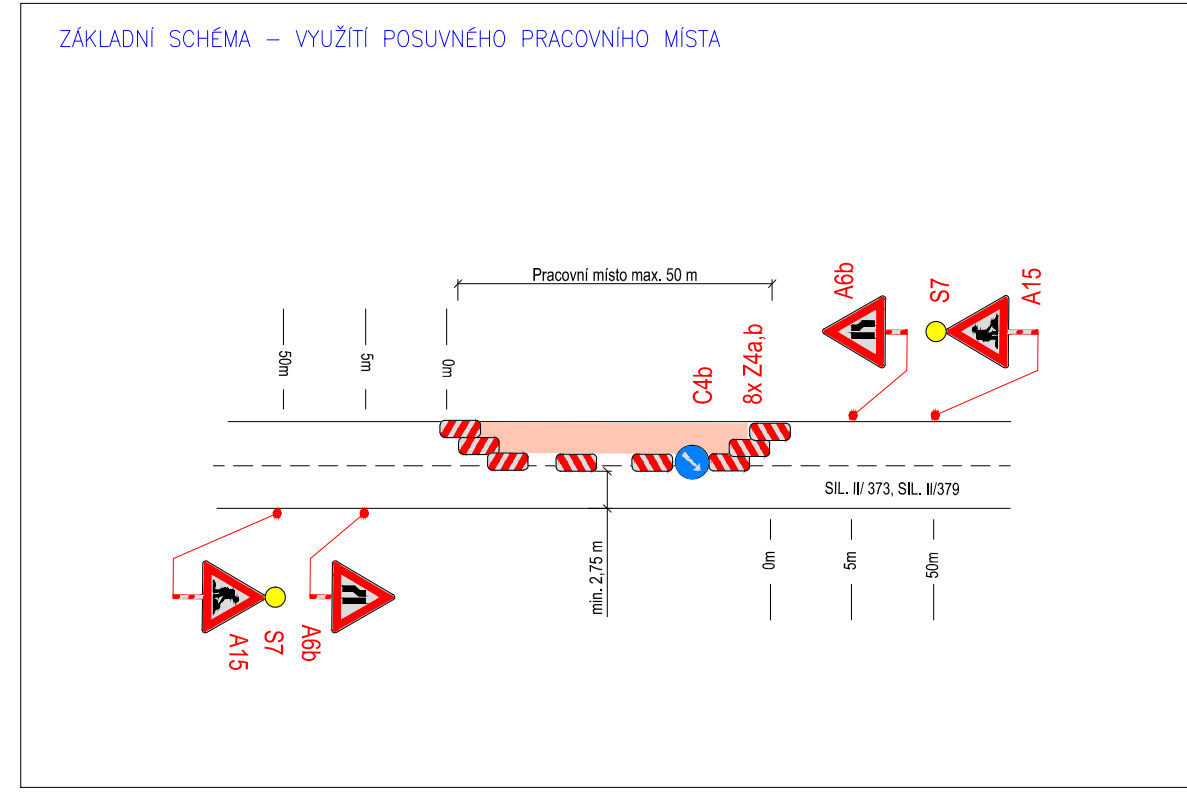 ZÁKLADNÍ SCHÉMA – VYUŽÍTÍ POSUVNÉHO PRACOVNÍHO MÍSTA
Pracovní místo max. 50 m
A6b
S7
A15
50m
5m
0m
C4b
8x Z4a,b
SIL. II/ 373, SIL. II/379
min. 2,75 m
0m
5m
50m
A15
S7
A6b